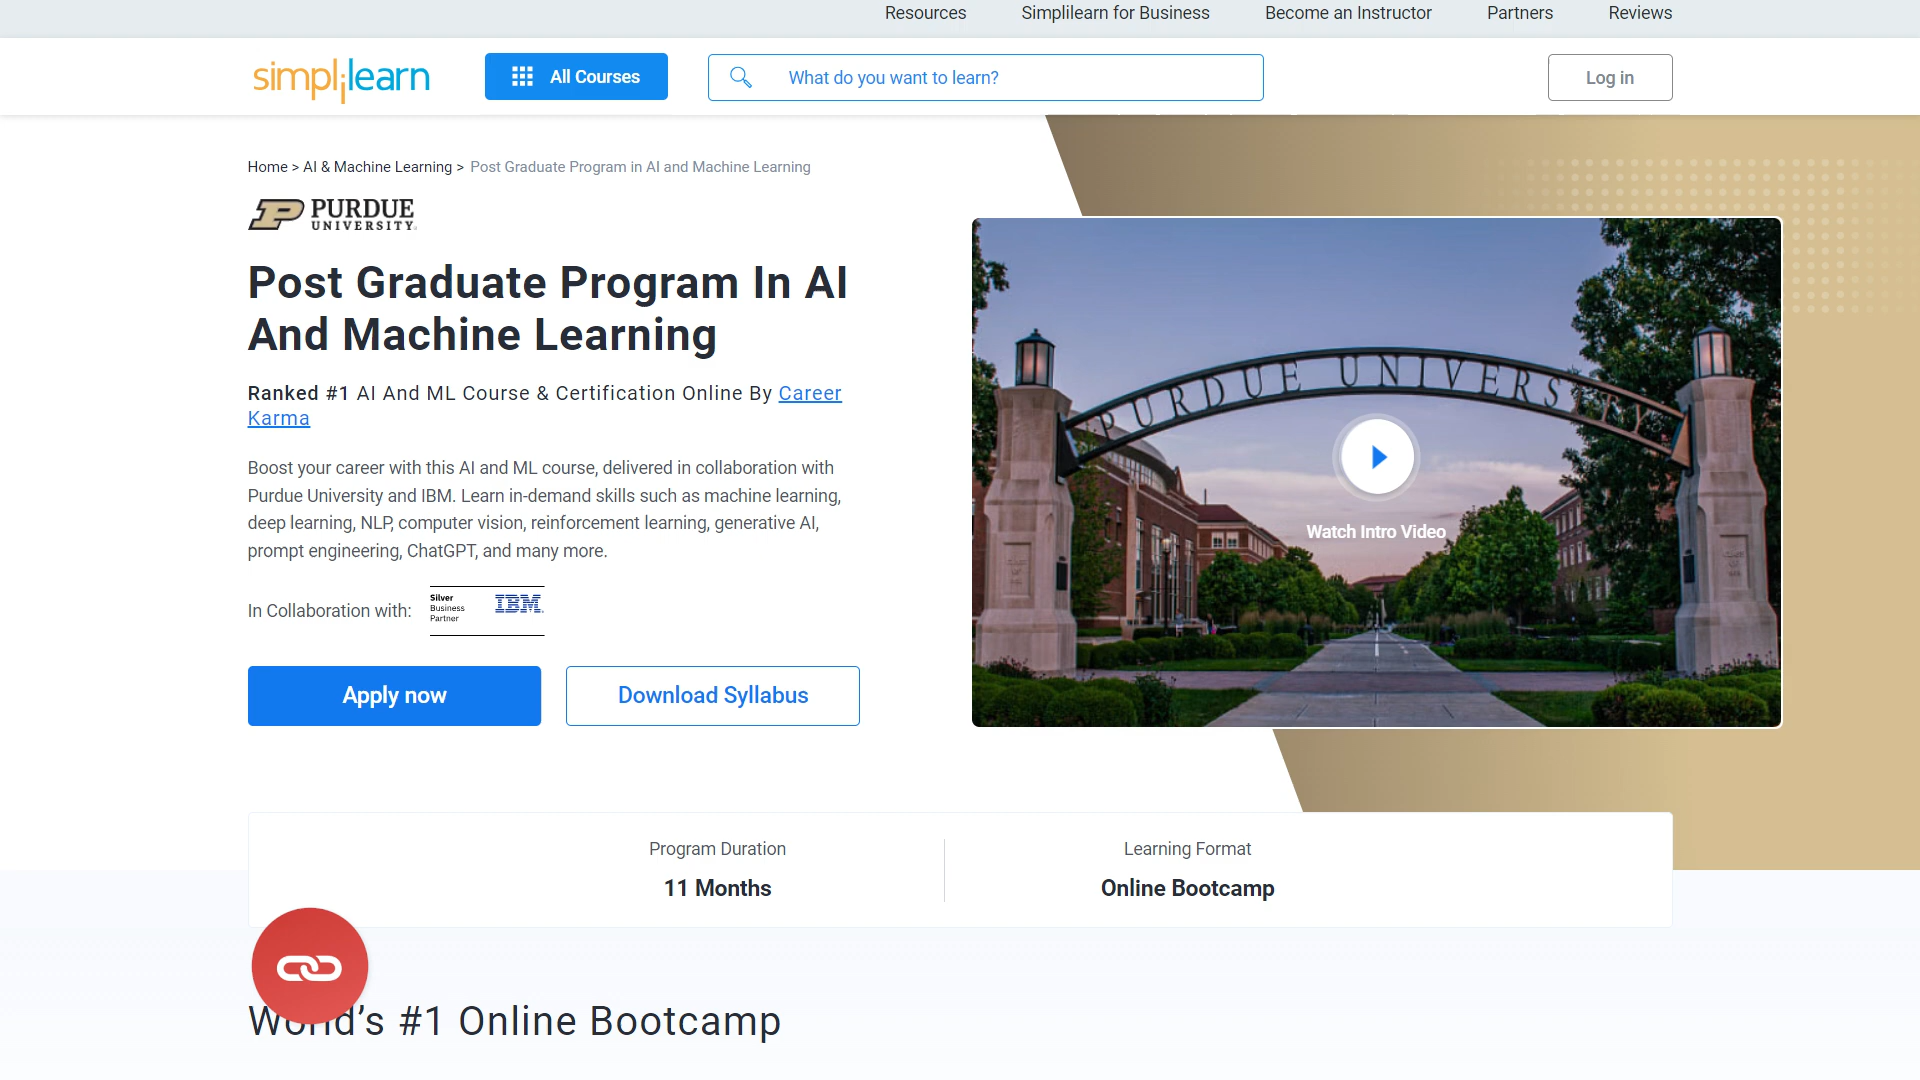 Resources Simplilearn for Business Become an Instructor Partners Reviews
simplilearn All Courses What do you want to learn? Log in
Home > AI & Machine Learning > Post Graduate Program in AI and Machine Learning
PURDUE
UNIVERSITY
Post Graduate Program In AI
And Machine Learning
Ranked #1 AI And ML Course & Certification Online By Career
Karma
Boost your career with this AI and ML course, delivered in collaboration with
Purdue University and IBM. Learn in-demand skills such as machine learning,
deep learning, NLP, computer vision, reinforcement learning, generative AI,
prompt engineering, ChatGPT, and many more.
In Collaboration with:
Silver
Business
Partner
IBM
Apply now Download Syllabus
PURDUE UNIVERSITY
Watch Intro Video
Program Duration
11 Months
Learning Format
Online Bootcamp
World’s #1 Online Bootcamp